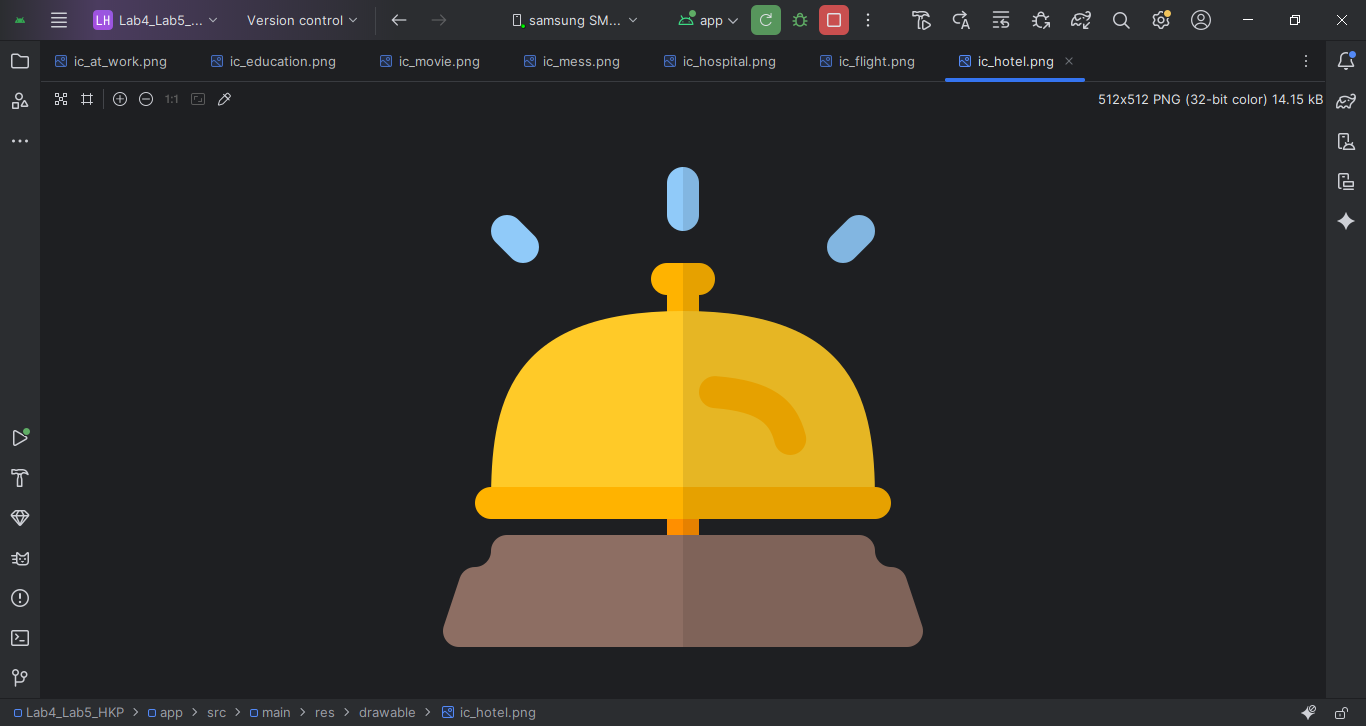 LH Lab4_Lab5_... Version control samsung SM... app
ic_at_work.png ic_education.png ic_movie.png ic_mess.png ic_hospital.png ic_flight.png ic_hotel.png
1:1 512x512 PNG (32-bit color) 14.15 kB
Lab4_Lab5_HKP app src main res drawable ic_hotel.png